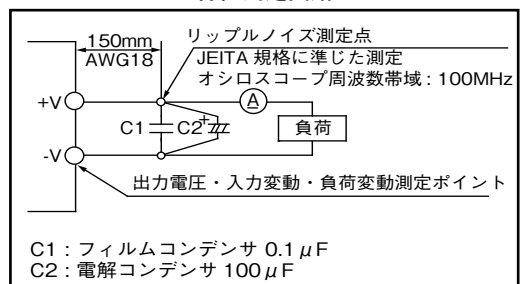 150mm
AWG18
リップルノイズ測定点
JEITA 規格に準じた測定
オシロスコープ周波数帯域 : 100MHz
+V
A
C1
C2
+
負荷
-V
出力電圧・入力変動・負荷変動測定ポイント
C1 : フィルムコンデンサ 0.1μF
C2 : 電解コンデンサ 100μF